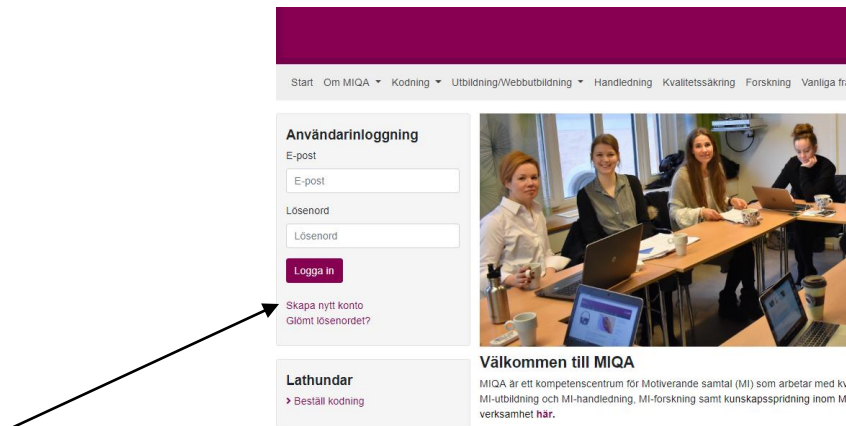 Start Om MIQA Kodning Utbildning/Webbutbildning Handledning Kvalitetssäkring Forskning Vanliga
Användarinloggning
E-post
E-post
Lösenord
Lösenord
Logga in
Skapa nytt konto
Glömt lösenordet?
Lathundar
Beställ kodning
Välkommen till MIQA
MIQA är ett kompetenscentrum för Motiverande samtal (MI) som arbetar med
MI-utbildning och MI-handledning, MI-forskning samt kunskapsspridning inom
verksamhet här.